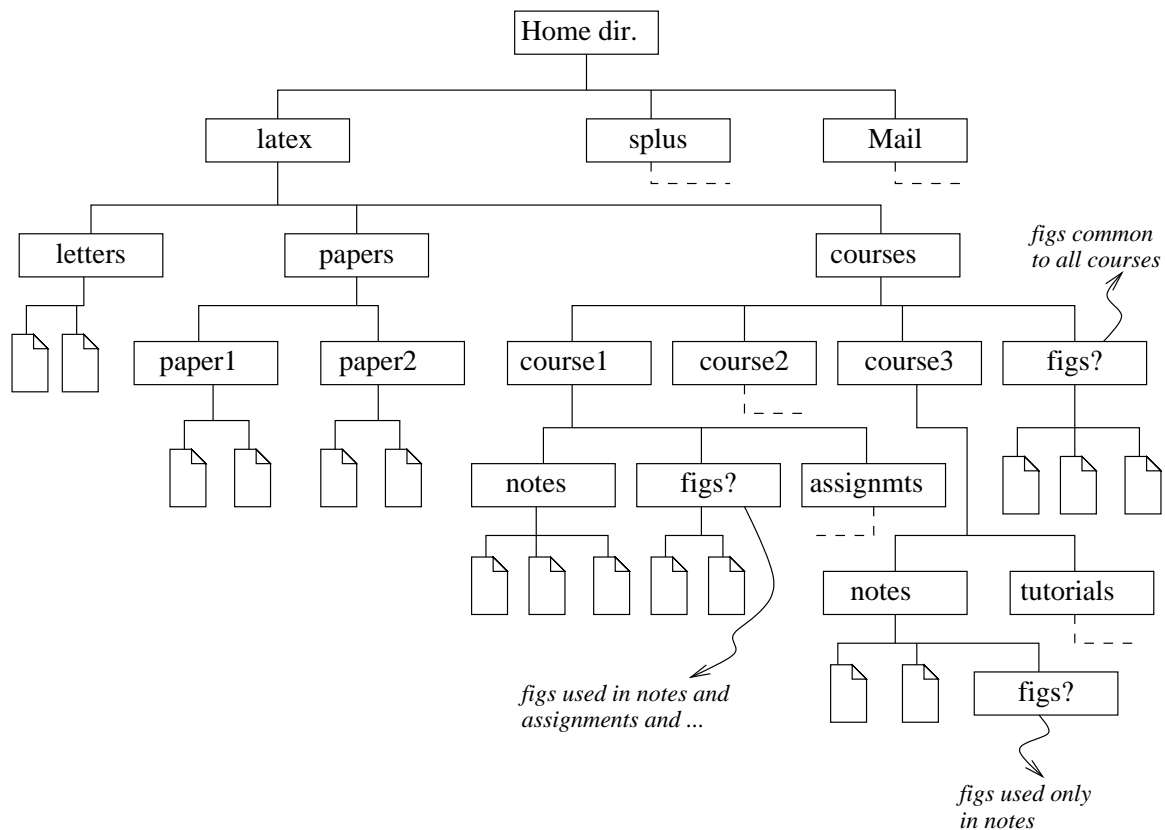 Home dir.
latex
splus
Mail
letters
papers
courses
figs common
to all courses
paper1
paper2
course1
course2
course3
figs?
notes
figs?
assignmts
notes
tutorials
figs used in notes and
assignments and ...
figs?
figs used only
in notes